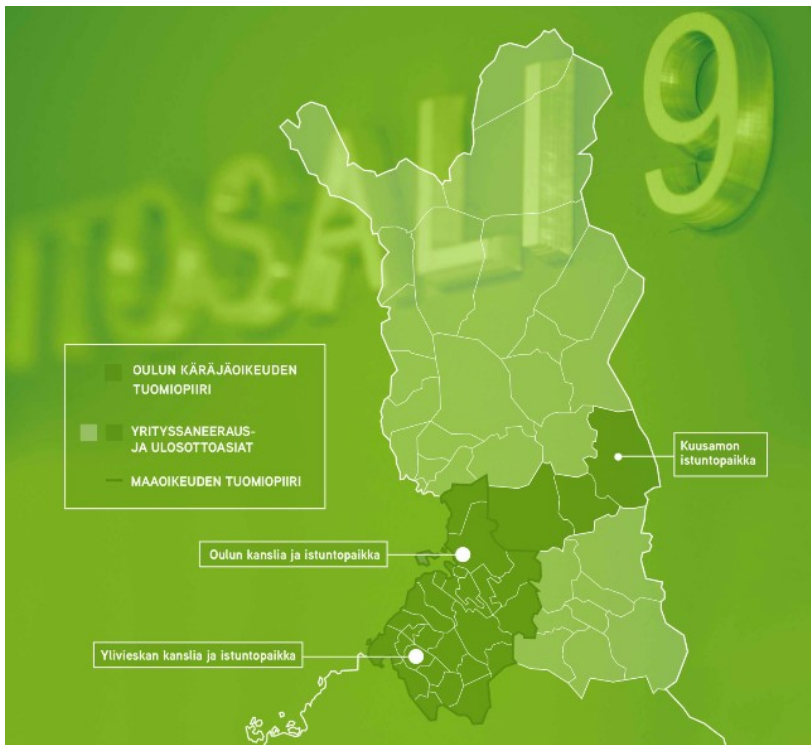 ITOSALI 9
OULUN KÄRÄJÄOIKEUDEN
TUOMIOPIIRI
YRITYSSANEERAUS-
JA ULOSOTTOASIAT
MAAOIKEUDEN TUOMIOPIIRI
Kuusamon
istuntopaikka
Oulun kanslia ja istuntopaikka
Ylivieskan kanslia ja istuntopaikka